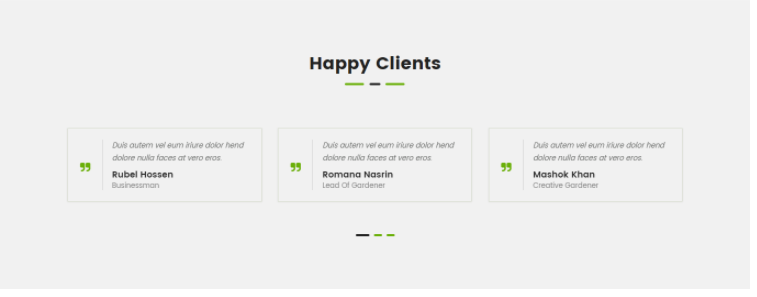 Happy Clients
Duis autem vel eum iriure dolor hend
dolore nulla faces at vero eros.
Rubel Hossen
Businessman
Duis autem vel eum iriure dolor hend
dolore nulla faces at vero eros.
Romana Nasrin
Lead Of Gardener
Duis autem vel eum iriure dolor hend
dolore nulla faces at vero eros.
Mashok Khan
Creative Gardener